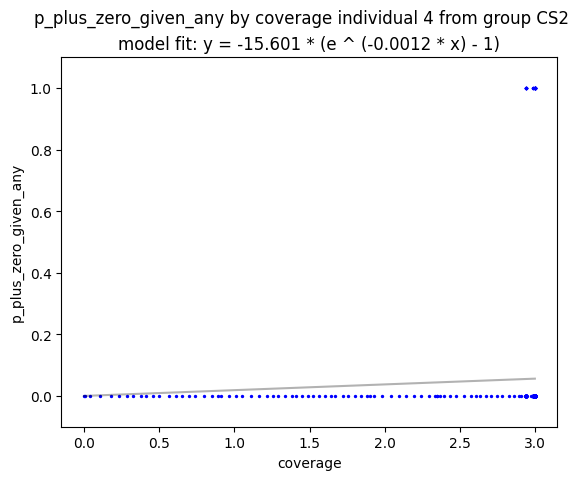 p_plus_zero_given_any by coverage individual 4 from group CS2
model fit: y = -15.601 * (e ^ (-0.0012 * x) - 1)
1.0
0.8
0.6
0.4
0.2
0.0
p_plus_zero_given_any
0.0 0.5 1.0 1.5 2.0 2.5 3.0
coverage